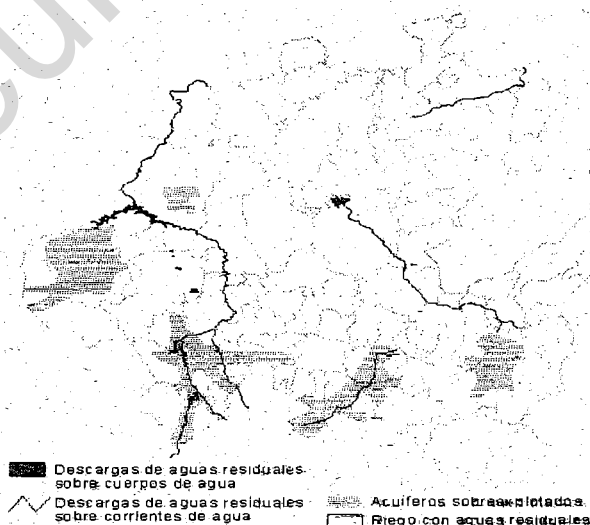 Descargas de aguas residuales
sobre cuerpos de agua
Descargas de aguas residuales
sobre corrientes de agua
Acuíferos sobreexplotados
Riego con aguas residuales